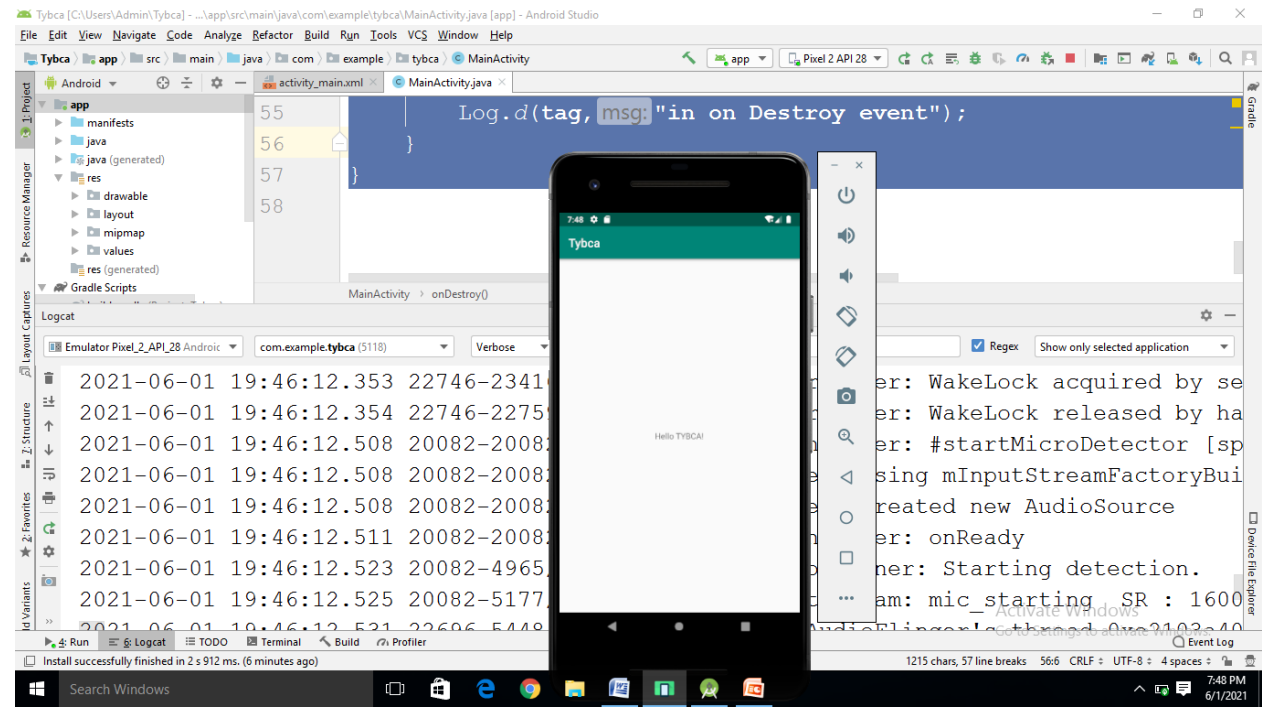 Tybca [C:\Users\Admin\Tybca] - ...\app\src\main\java\com\example\tybca\MainActivity.java [app] - Android Studio
File Edit View Navigate Code Analyze Refactor Build Run Tools VCS Window Help
Tybca app src main java com example tybca MainActivity app Pixel 2 API 28
Android activity_main.xml MainActivity.java
1: Project
Resource Manager
Layout Captures
Z: Structure
2: Favorites
Gradle
Device File Explorer
app
manifests
java
java (generated)
res
drawable
layout
mipmap
values
res (generated)
Gradle Scripts
55 Log.d(tag, msg: "in on Destroy event");
56 }
57 }
58
MainActivity › onDestroy()
Logcat
Emulator Pixel_2_API_28 Androic com.example.tybca (5118) Verbose Regex Show only selected application
2021-06-01 19:46:12.353 22746-2341 er: WakeLock acquired by se
2021-06-01 19:46:12.354 22746-2275 er: WakeLock released by ha
2021-06-01 19:46:12.508 20082-2008 er: #startMicroDetector [sp
2021-06-01 19:46:12.508 20082-2008 sing mInputStreamFactoryBui
2021-06-01 19:46:12.508 20082-2008 reated new AudioSource
2021-06-01 19:46:12.511 20082-2008 er: onReady
2021-06-01 19:46:12.523 20082-4965 ner: Starting detection.
2021-06-01 19:46:12.525 20082-5177 am: mic_starting SR : 1600
2021-06-01 19:46:12.531 22696-5448 AudioFlinger's thread 0xe2103a40
7:48
Tybca
Hello TYBCA!
Activate Windows
Go to Settings to activate Windows.
4: Run 6: Logcat TODO Terminal Build Profiler Event Log
Install successfully finished in 2 s 912 ms. (6 minutes ago) 1215 chars, 57 line breaks 56:6 CRLF UTF-8 4 spaces
Search Windows
7:48 PM
6/1/2021